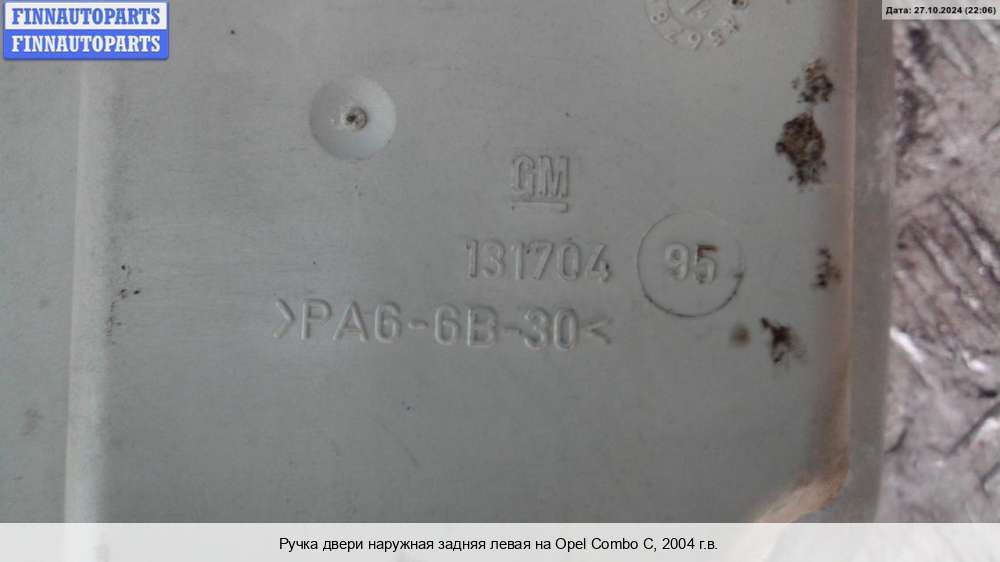 FINNAUTOPARTS
FINNAUTOPARTS
Дата: 27.10.2024 (22:06)
GM
131704 95
>PA6-6B-30<
Ручка двери наружная задняя левая на Opel Combo C, 2004 г.в.